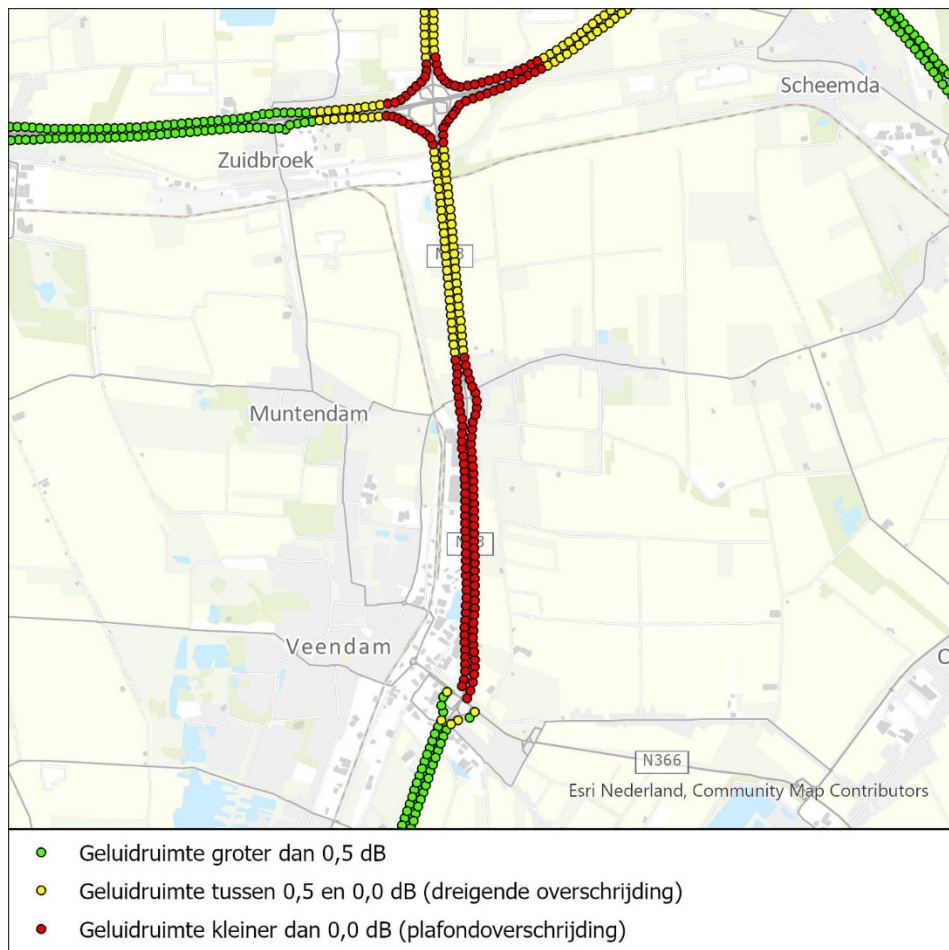 Scheemda
Zuidbroek
Muntendam
Veendam
N366
Esri Nederland, Community Map Contributors
Geluidruimte groter dan 0,5 dB
Geluidruimte tussen 0,5 en 0,0 dB (dreigende overschrijding)
Geluidruimte kleiner dan 0,0 dB (plafondoverschrijding)